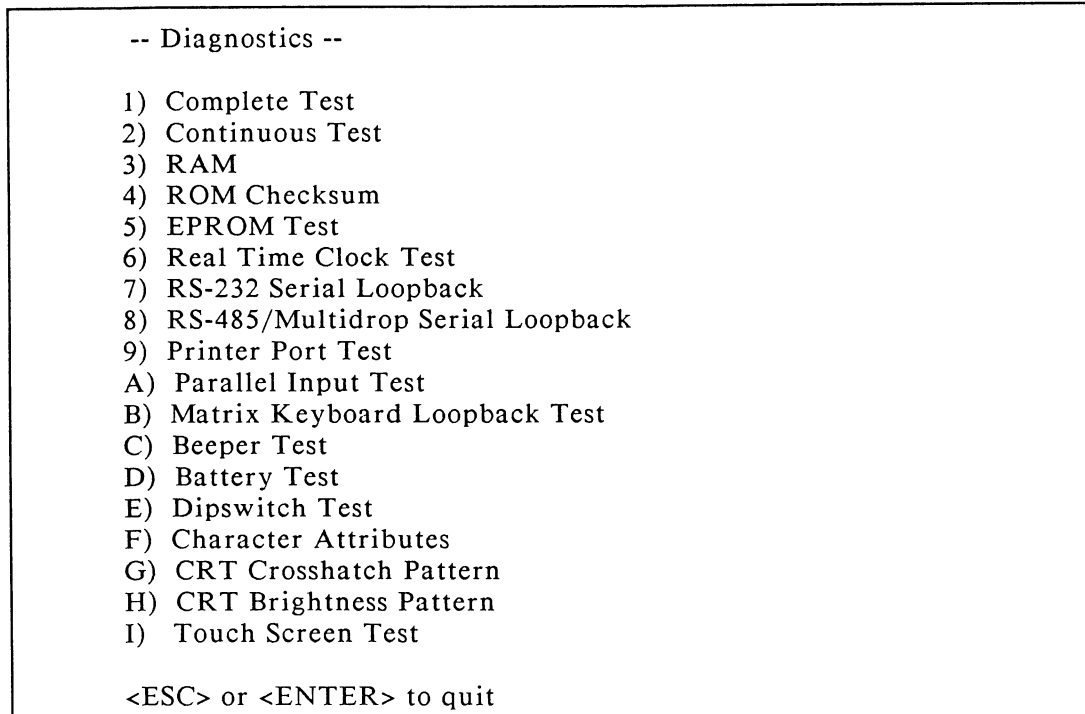 -- Diagnostics --
1) Complete Test
2) Continuous Test
3) RAM
4) ROM Checksum
5) EPROM Test
6) Real Time Clock Test
7) RS-232 Serial Loopback
8) RS-485/Multidrop Serial Loopback
9) Printer Port Test
A) Parallel Input Test
B) Matrix Keyboard Loopback Test
C) Beeper Test
D) Battery Test
E) Dipswitch Test
F) Character Attributes
G) CRT Crosshatch Pattern
H) CRT Brightness Pattern
I) Touch Screen Test
<ESC> or <ENTER> to quit